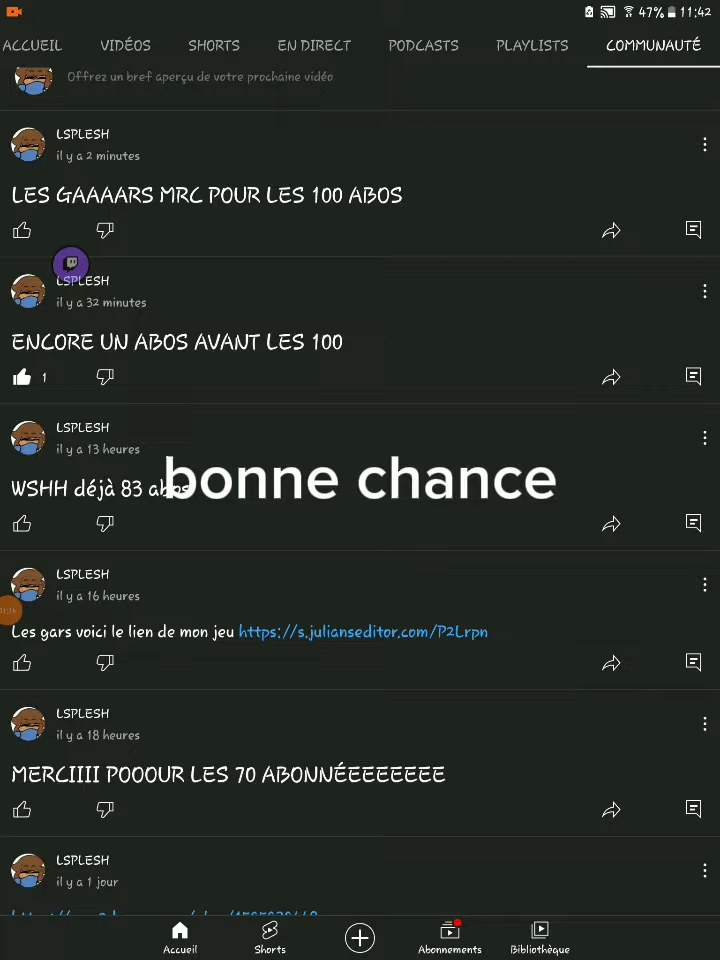 47% 11:42
ACCUEIL VIDÉOS SHORTS EN DIRECT PODCASTS PLAYLISTS COMMUNAUTÉ
Offrez un bref aperçu de votre prochaine vidéo
LSPLESH
il y a 2 minutes
LES GAAAARS MRC POUR LES 100 ABOS
LSPLESH
il y a 32 minutes
ENCORE UN ABOS AVANT LES 100
1
LSPLESH
il y a 13 heures
WSHH déjà 83 abos
bonne chance
LSPLESH
il y a 16 heures
Les gars voici le lien de mon jeu https://s.julianseditor.com/P2Lrpn
LSPLESH
il y a 18 heures
MERCIIII POOOUR LES 70 ABONNÉEEEEEEE
LSPLESH
il y a 1 jour
Accueil Shorts Abonnements Bibliothèque